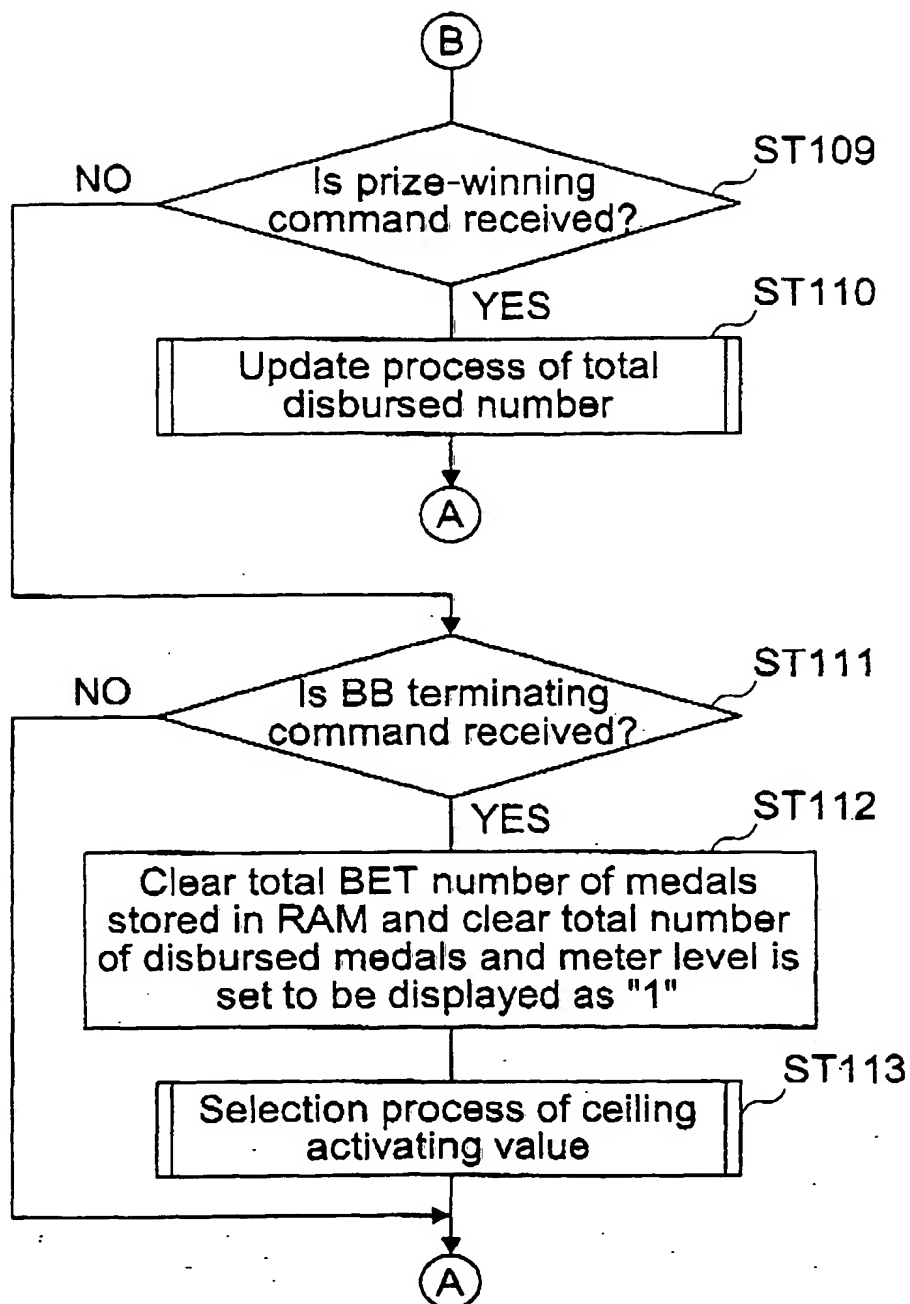 B
ST109
NO
Is prize-winning
command received?
YES
ST110
Update process of total
disbursed number
A
ST111
NO
Is BB terminating
command received?
YES
ST112
Clear total BET number of medals
stored in RAM and clear total number
of disbursed medals and meter level is
set to be displayed as "1"
ST113
Selection process of ceiling
activating value
A